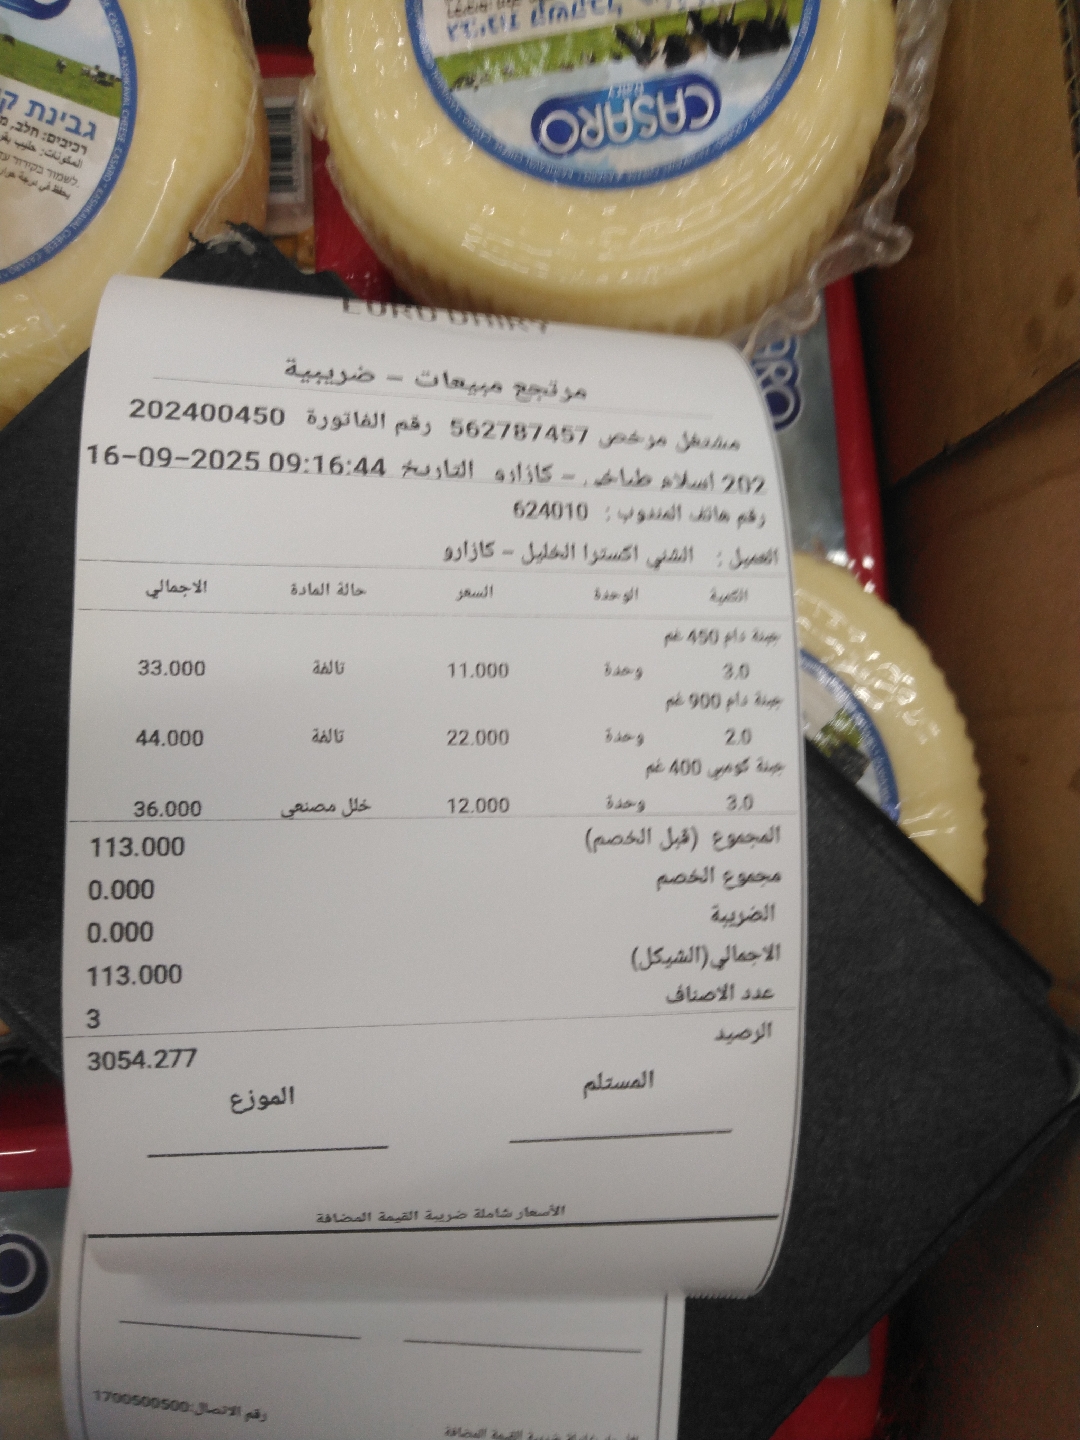 CASARO
DAIRY
גבינת
רכיבים: חלב,
EURO DAIRY
مرتجع مبيعات - ضريبية
مشتغل مرخص 562787457 رقم الفاتورة 202400450
202 اسلام طباخي - كازارو التاريخ 16-09-2025 09:16:44
رقم هاتف المندوب : 624010
العميل : الشني اكسترا الخليل - كازارو
الكمية الوحدة السعر حالة المادة الاجمالي
جبنة دام 450 غم
3.0 وحدة 11.000 تالفة 33.000
جبنة دام 900 غم
2.0 وحدة 22.000 تالفة 44.000
جبنة كومبي 400 غم
3.0 وحدة 12.000 خلل مصنعي 36.000
المجموع (قبل الخصم) 113.000
مجموع الخصم 0.000
الضريبة 0.000
الاجمالي(الشيكل) 113.000
عدد الاصناف 3
الرصيد 3054.277
المستلم الموزع
الأسعار شاملة ضريبة القيمة المضافة
رقم الاتصال:1700500500